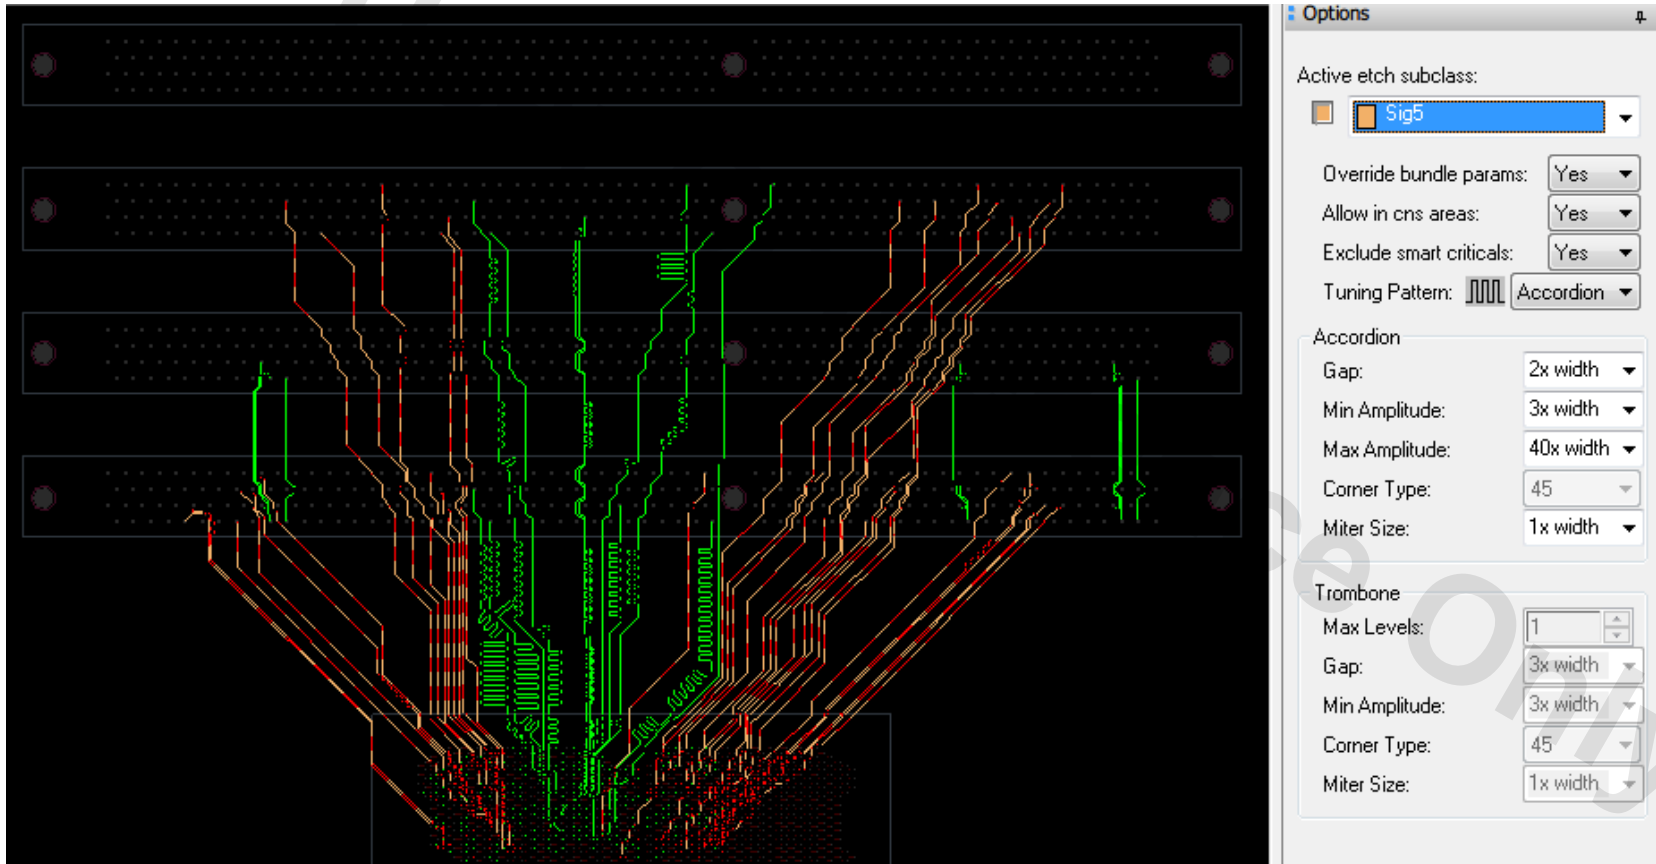 Options
Active etch subclass:
Sig5
Override bundle params: Yes
Allow in cns areas: Yes
Exclude smart criticals: Yes
Tuning Pattern: Accordion
Accordion
Gap: 2x width
Min Amplitude: 3x width
Max Amplitude: 40x width
Corner Type: 45
Miter Size: 1x width
Trombone
Max Levels: 1
Gap: 3x width
Min Amplitude: 3x width
Corner Type: 45
Miter Size: 1x width
ce Only